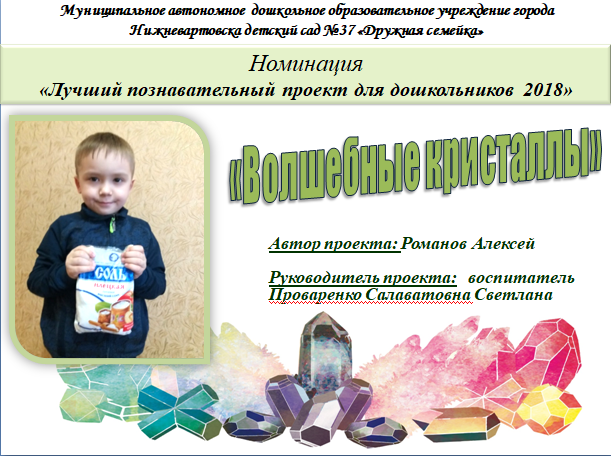 Муниципальное автономное дошкольное образовательное учреждение города
Нижневартовска детский сад №37 «Дружная семейка»
Номинация
«Лучший познавательный проект для дошкольников 2018»
«Волшебные кристаллы»
Автор проекта: Романов Алексей
Руководитель проекта: воспитатель
Проваренко Салаватовна Светлана
СОЛЬ